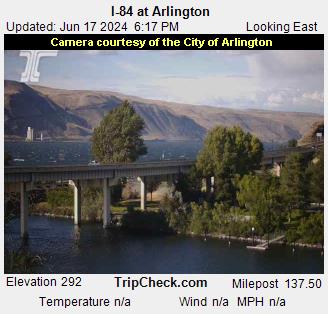 I-84 at Arlington
Updated: Jun 17 2024 6:17 PM Looking East
Camera courtesy of the City of Arlington
Elevation 292 TripCheck.com Milepost 137.50
Temperature n/a Wind n/a MPH n/a